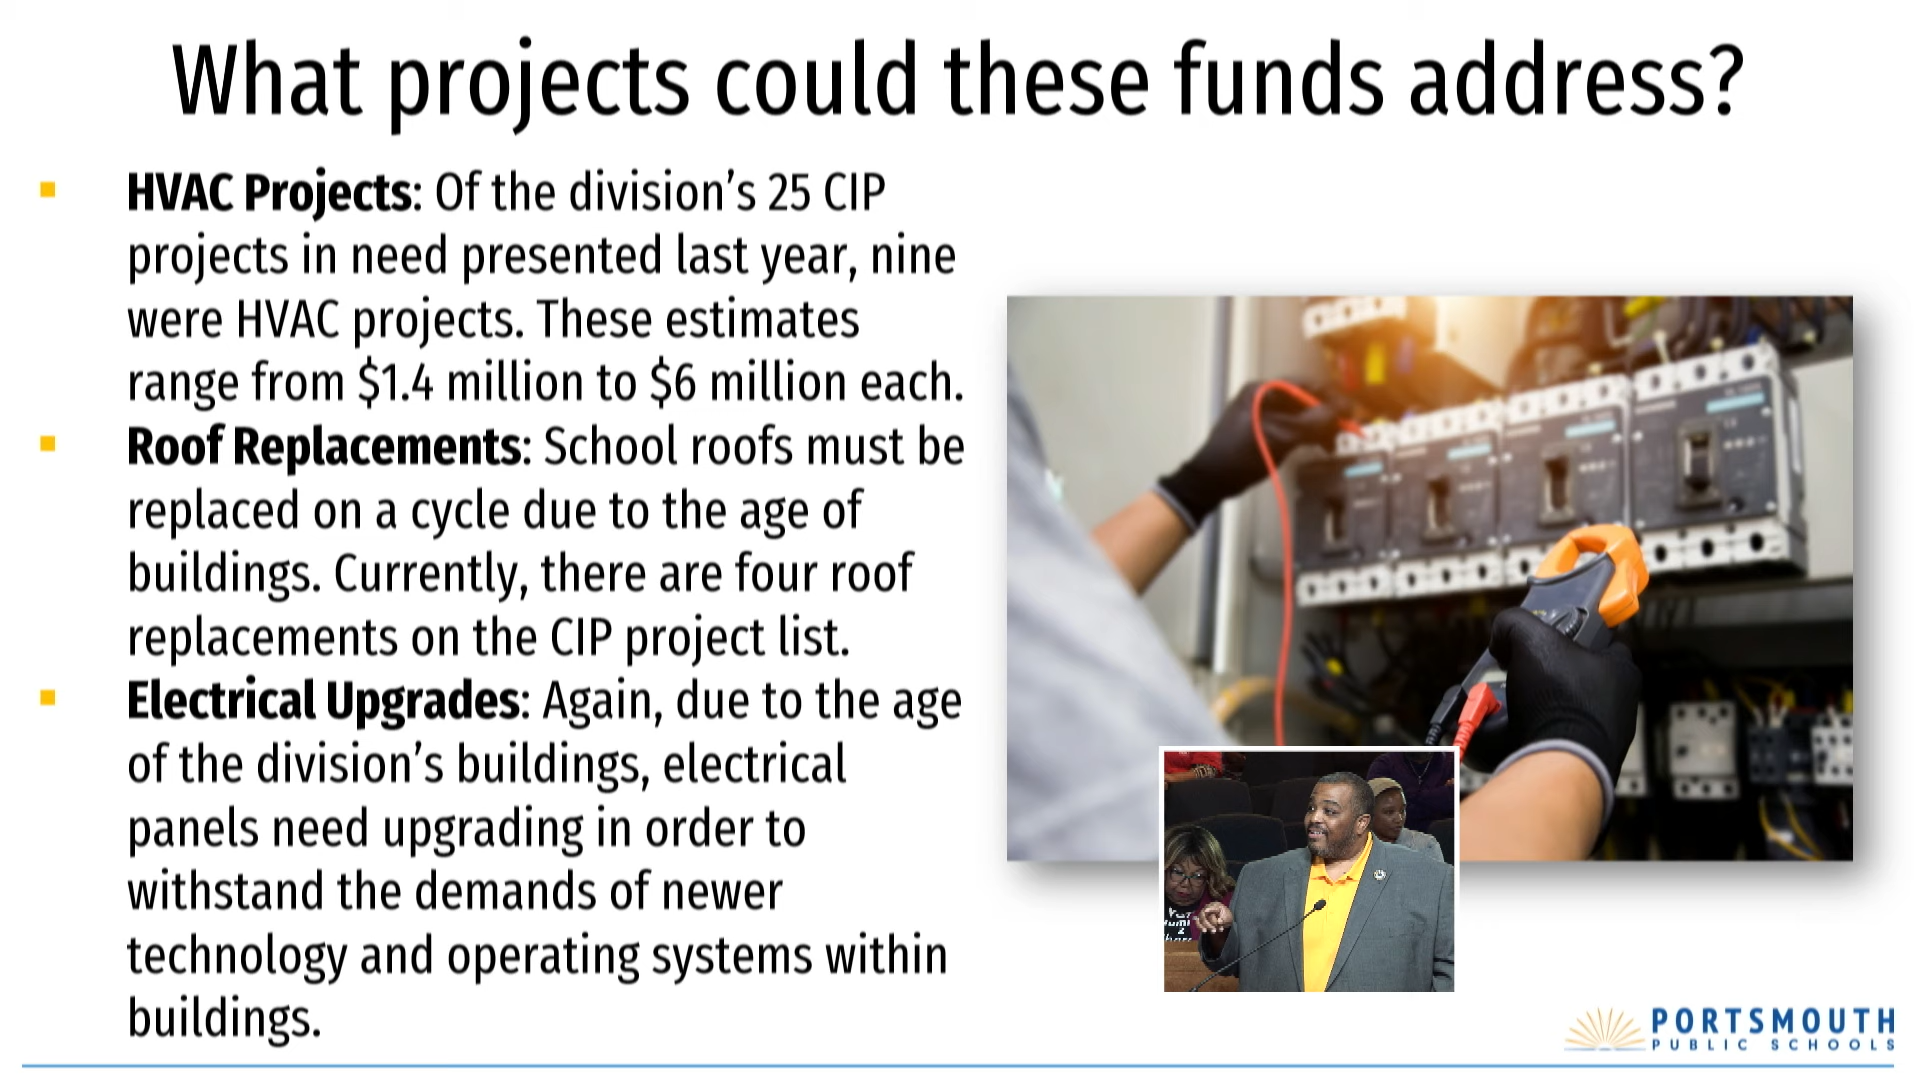 What projects could these funds address?
HVAC Projects: Of the division’s 25 CIP
projects in need presented last year, nine
were HVAC projects. These estimates
range from $1.4 million to $6 million each.
Roof Replacements: School roofs must be
replaced on a cycle due to the age of
buildings. Currently, there are four roof
replacements on the CIP project list.
Electrical Upgrades: Again, due to the age
of the division’s buildings, electrical
panels need upgrading in order to
withstand the demands of newer
technology and operating systems within
buildings.
PORTSMOUTH
PUBLIC SCHOOLS